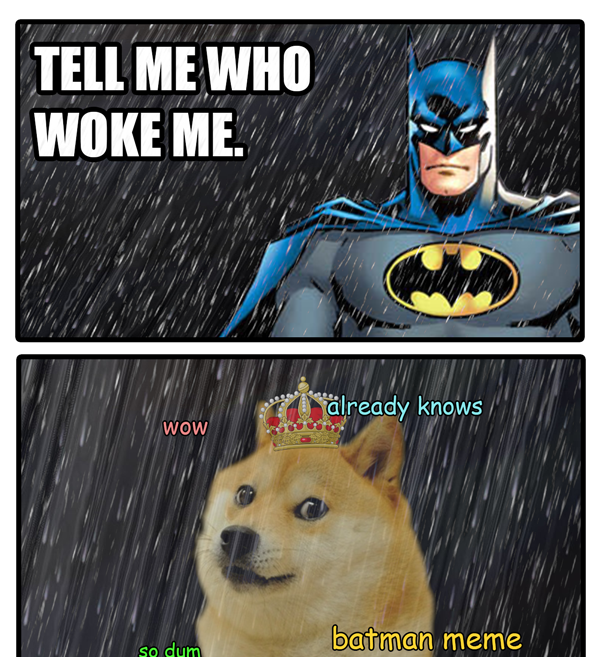 TELL ME WHO
WOKE ME.
already knows
wow
batman meme
so dum